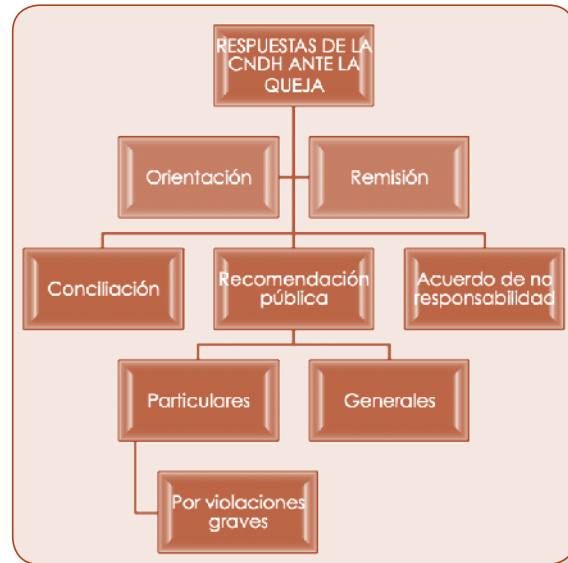 RESPUESTAS DE LA
CNDH ANTE LA
QUEJA
Orientación
Remisión
Conciliación
Recomendación
pública
Acuerdo de no
responsabilidad
Particulares
Generales
Por violaciones
graves